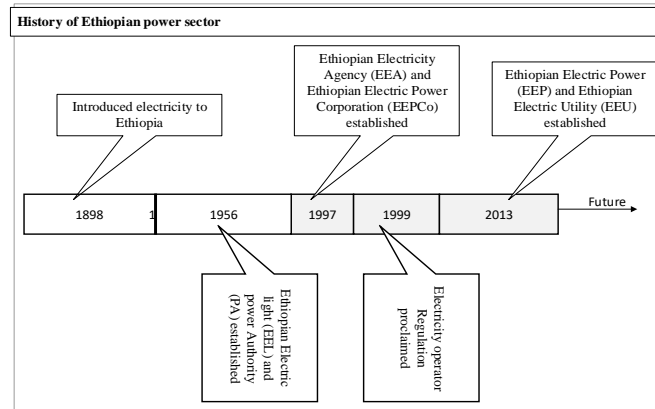 History of Ethiopian power sector
Introduced electricity to
Ethiopia
Ethiopian Electricity
Agency (EEA) and
Ethiopian Electric Power
Corporation (EEPCo)
established
Ethiopian Electric Power
(EEP) and Ethiopian
Electric Utility (EEU)
established
1898
1
1956
1997
1999
2013
Future
Ethiopian Electric
light (EEL) and
power Authority
(PA) established
Electricity operator
Regulation
proclaimed